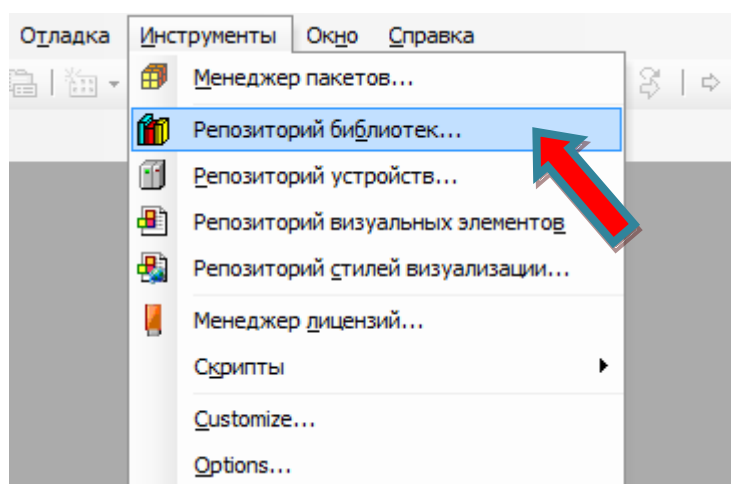 Отладка Инструменты Окно Справка
Менеджер пакетов...
Репозиторий библиотек...
Репозиторий устройств...
Репозиторий визуальных элементов
Репозиторий стилей визуализации...
Менеджер лицензий...
Скрипты
Customize...
Options...